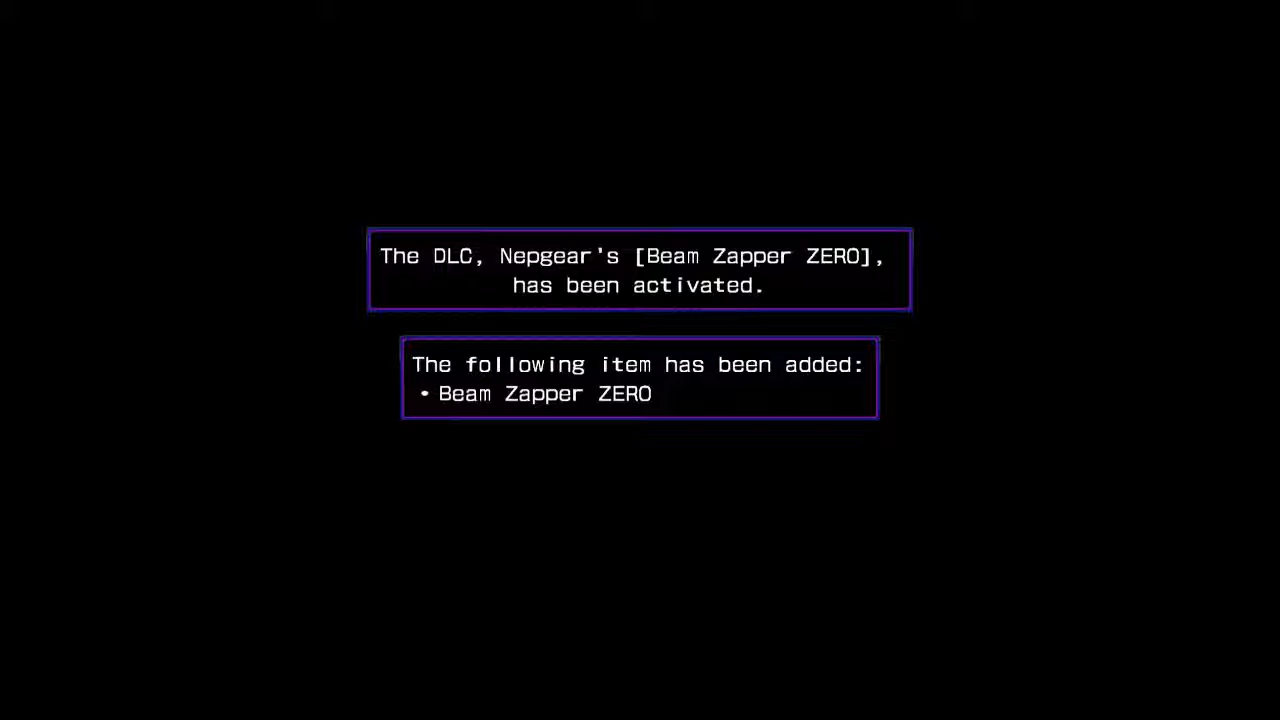 The DLC, Nepgear's [Beam Zapper ZERO],
has been activated.
The following item has been added:
• Beam Zapper ZERO